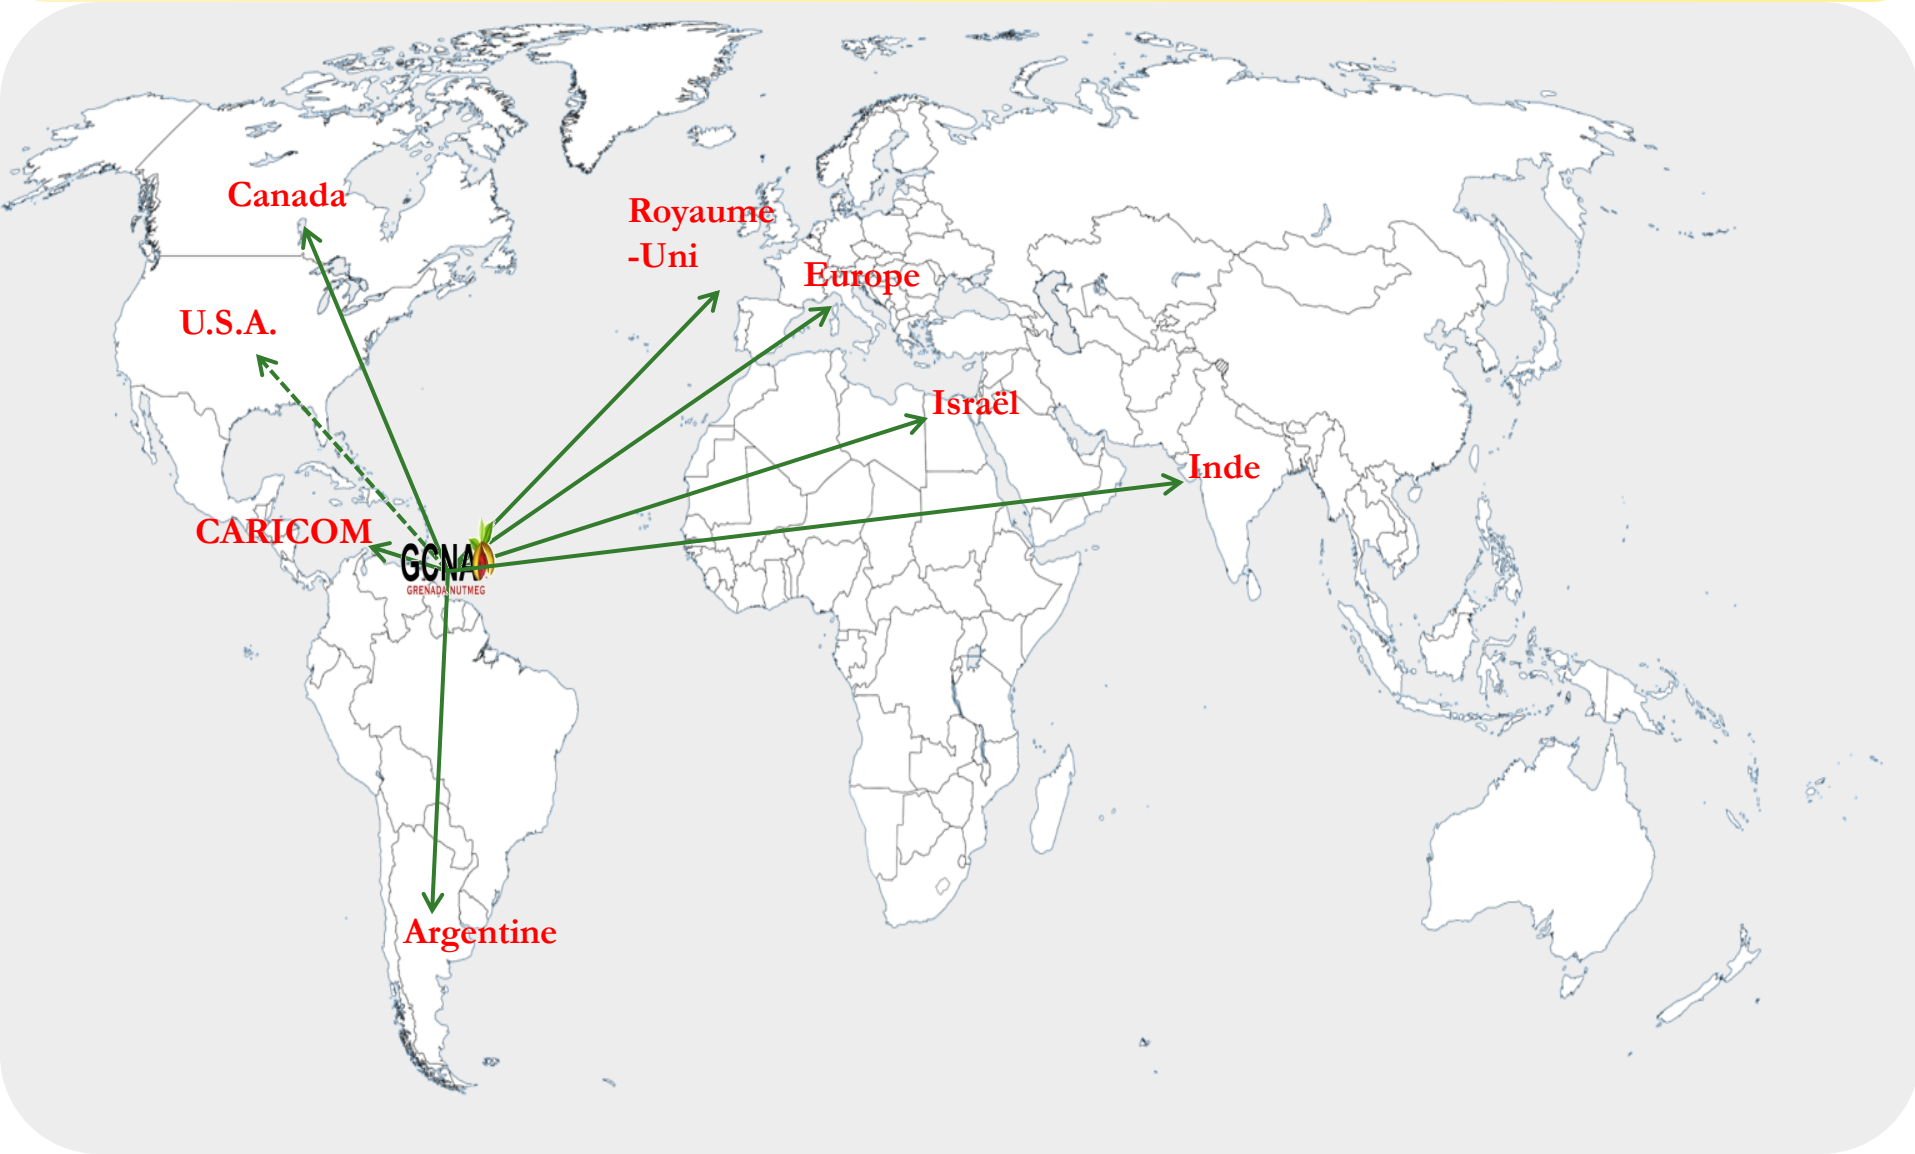 Canada
Royaume
-Uni
Europe
U.S.A.
Israël
Inde
CARICOM
GCNA
GRENADA NUTMEG
Argentine